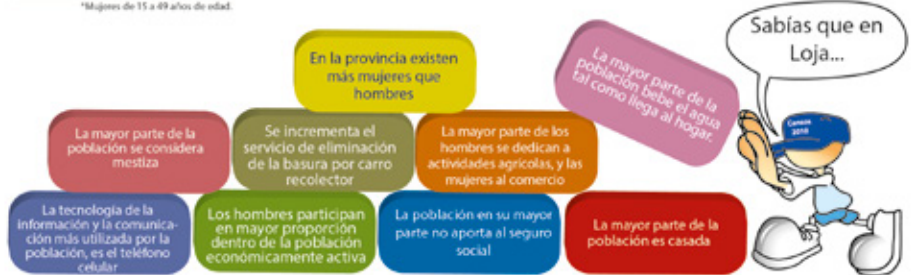 *Mujeres de 15 a 49 años de edad.
Sabías que en
Loja...
En la provincia existen
más mujeres que
hombres
La mayor parte de la
población bebe el agua
tal como llega al hogar.
La mayor parte de la
población se considera
mestiza
Se incrementa el
servicio de eliminación
de la basura por carro
recolector
La mayor parte de los
hombres se dedican a
actividades agrícolas, y las
mujeres al comercio
La tecnología de la
información y la comunica-
ción más utilizada por la
población, es el teléfono
celular
Los hombres participan
en mayor proporción
dentro de la población
económicamente activa
La población en su mayor
parte no aporta al seguro
social
La mayor parte de la
población es casada
Censos
2010